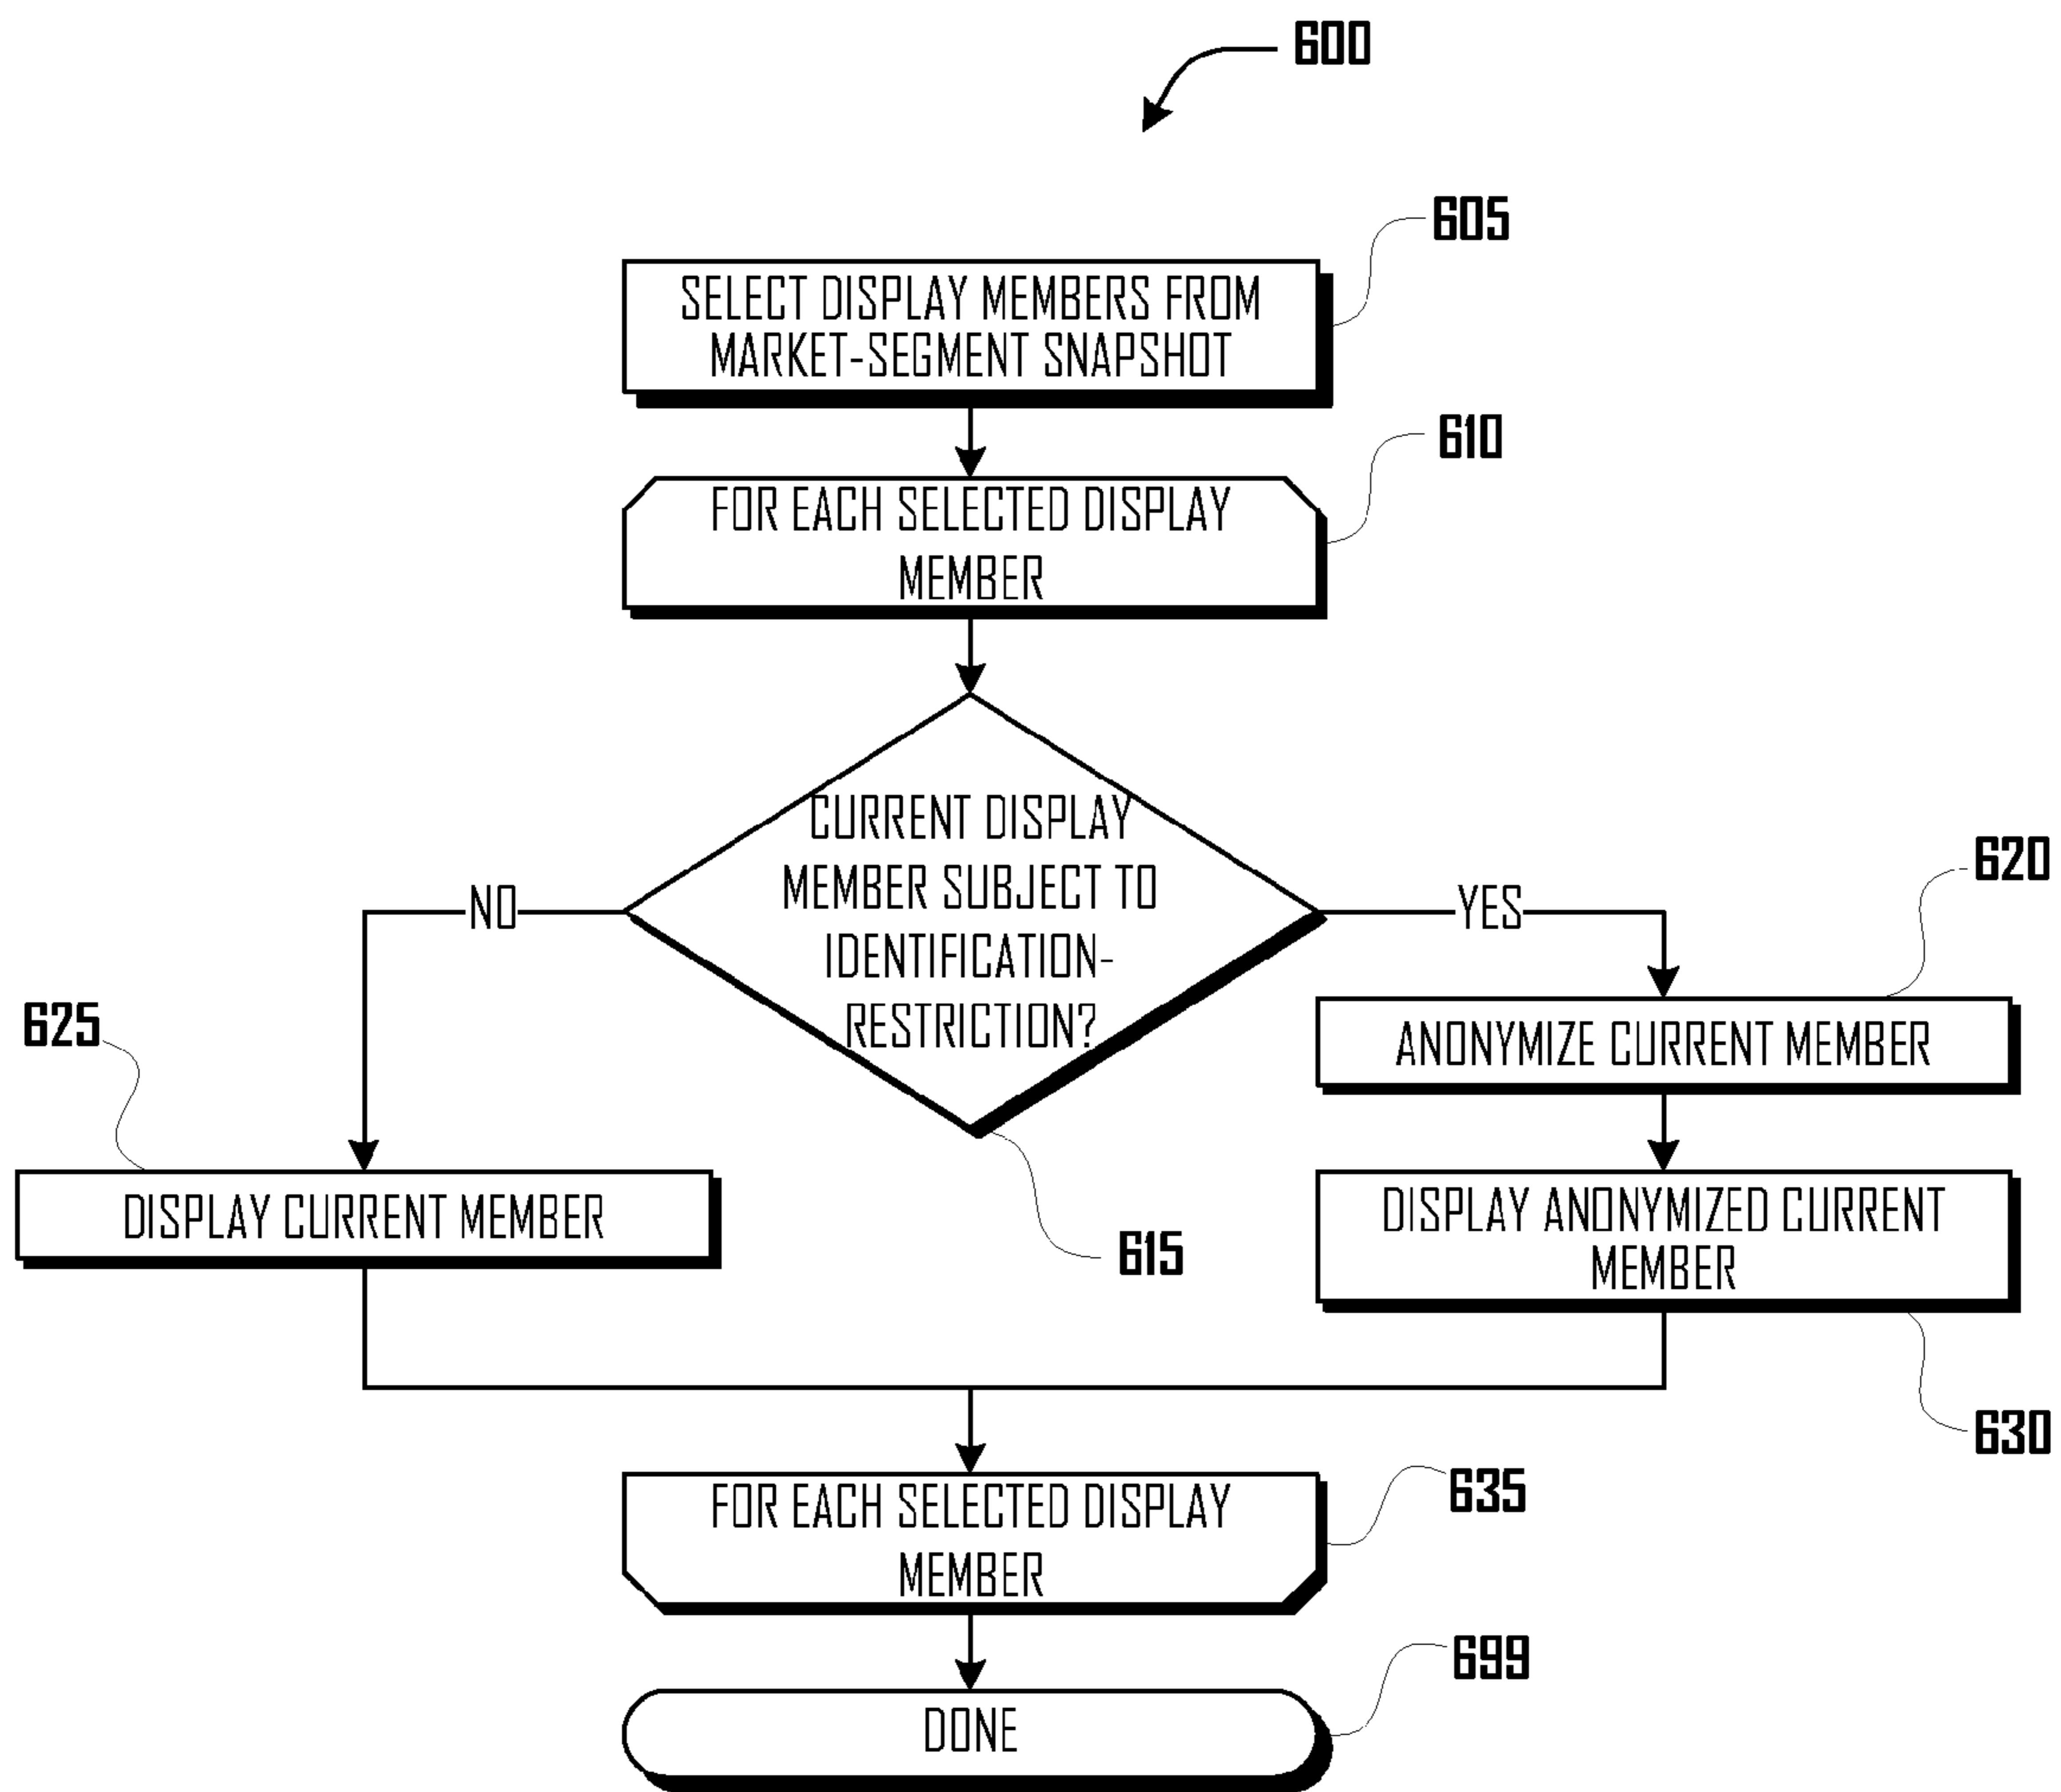 600
605
SELECT DISPLAY MEMBERS FROM
MARKET-SEGMENT SNAPSHOT
610
FOR EACH SELECTED DISPLAY
MEMBER
CURRENT DISPLAY
MEMBER SUBJECT TO
IDENTIFICATION-
RESTRICTION?
NO
YES
620
625
ANONYMIZE CURRENT MEMBER
DISPLAY CURRENT MEMBER
DISPLAY ANONYMIZED CURRENT
MEMBER
615
630
635
FOR EACH SELECTED DISPLAY
MEMBER
699
DONE